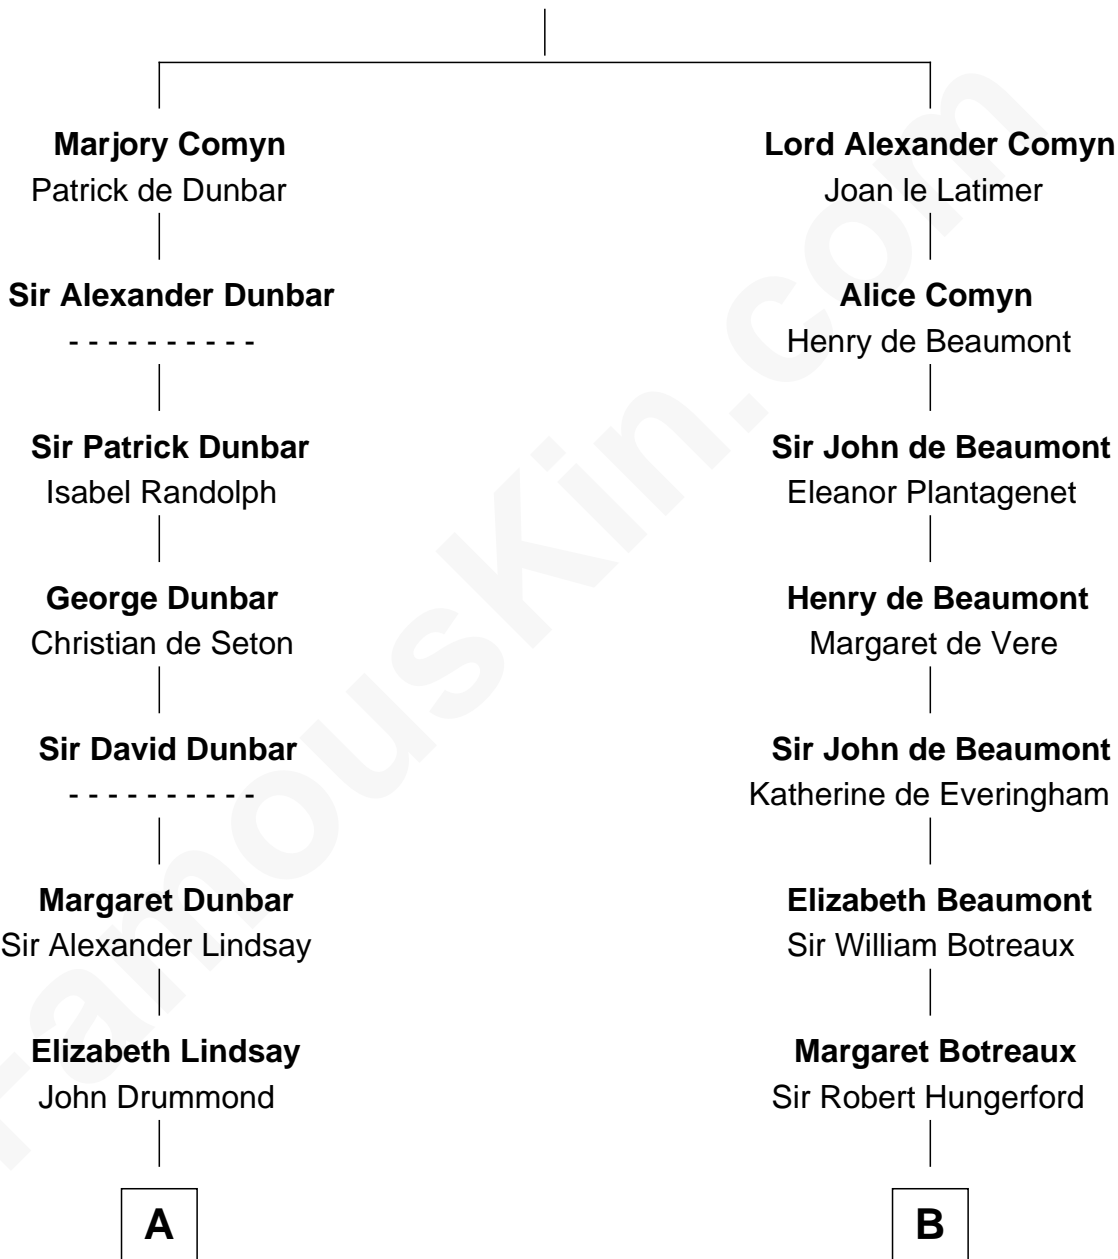 Marjory Comyn
Patrick de Dunbar
Sir Alexander Dunbar
- - - - - - - - - -
Sir Patrick Dunbar
Isabel Randolph
George Dunbar
Christian de Seton
Sir David Dunbar
- - - - - - - - - -
Margaret Dunbar
Sir Alexander Lindsay
Elizabeth Lindsay
John Drummond
A
Lord Alexander Comyn
Joan le Latimer
Alice Comyn
Henry de Beaumont
Sir John de Beaumont
Eleanor Plantagenet
Henry de Beaumont
Margaret de Vere
Sir John de Beaumont
Katherine de Everingham
Elizabeth Beaumont
Sir William Botreaux
Margaret Botreaux
Sir Robert Hungerford
B
FamousKin.com